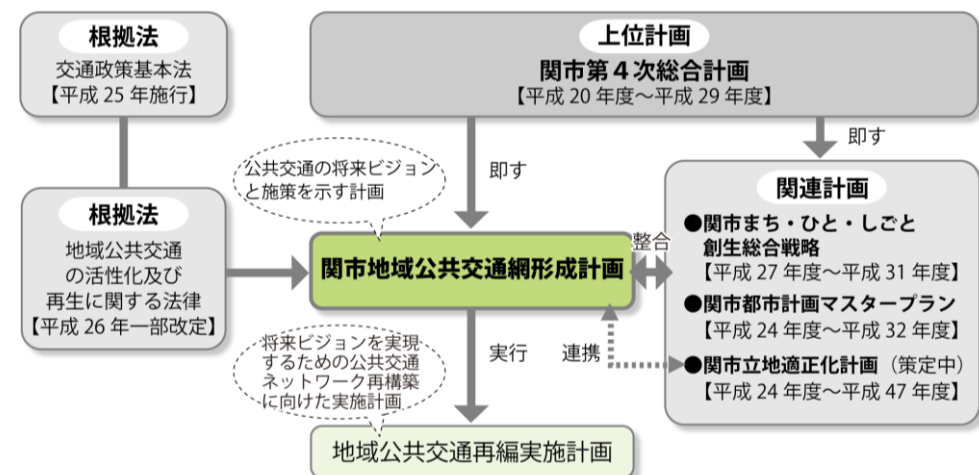 根拠法
交通政策基本法
【平成 25 年施行】
上位計画
関市第４次総合計画
【平成 20 年度～平成 29 年度】
公共交通の将来ビジョン
と施策を示す計画
即す
即す
根拠法
地域公共交通
の活性化及び
再生に関する法律
【平成 26 年一部改定】
関市地域公共交通網形成計画
整合
関連計画
●関市まち・ひと・しごと
創生総合戦略
【平成 27 年度～平成 31 年度】
●関市都市計画マスタープラン
【平成 24 年度～平成 32 年度】
●関市立地適正化計画（策定中）
【平成 24 年度～平成 47 年度】
将来ビジョンを実現
するための公共交通
ネットワーク再構築
に向けた実施計画
実行
連携
地域公共交通再編実施計画